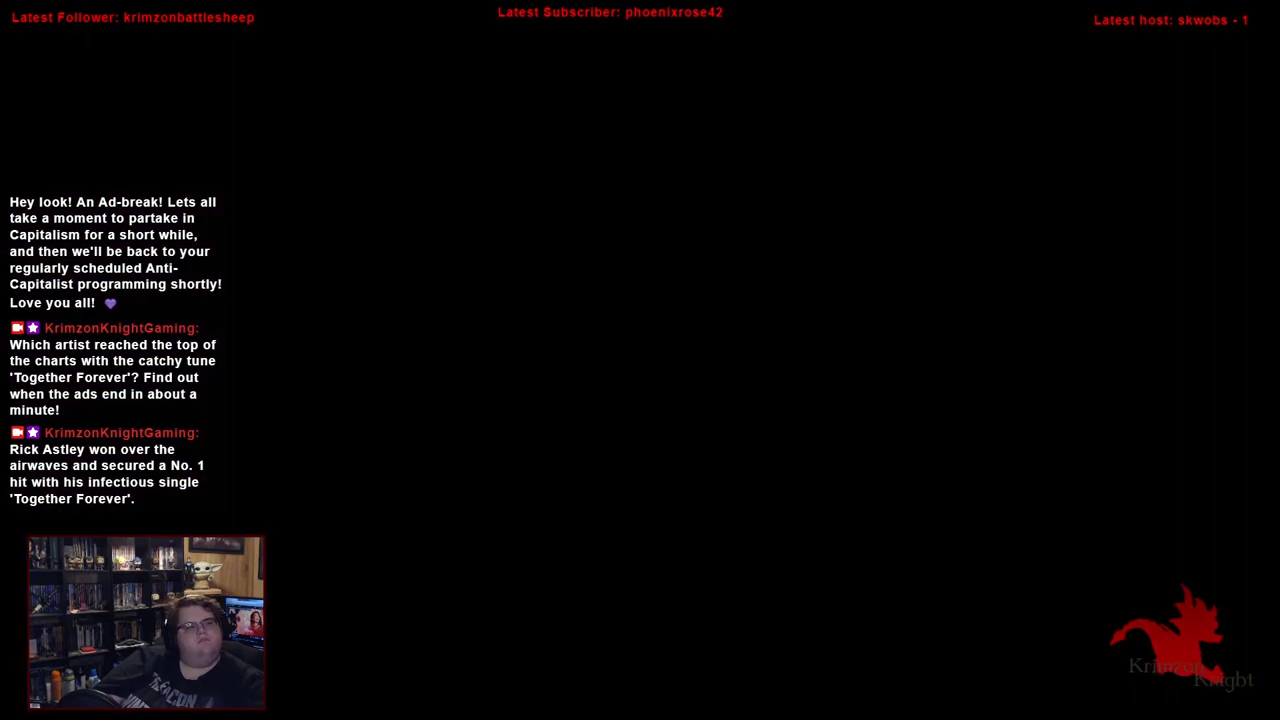 Latest Follower: krimzonbattlesheep
Latest Subscriber: phoenixrose42
Latest host: skwobs - 1
Hey look! An Ad-break! Lets all
take a moment to partake in
Capitalism for a short while,
and then we'll be back to your
regularly scheduled Anti-
Capitalist programming shortly!
Love you all!
KrimzonKnightGaming:
Which artist reached the top of
the charts with the catchy tune
'Together Forever'? Find out
when the ads end in about a
minute!
KrimzonKnightGaming:
Rick Astley won over the
airwaves and secured a No. 1
hit with his infectious single
'Together Forever'.
Krimzon
Knight